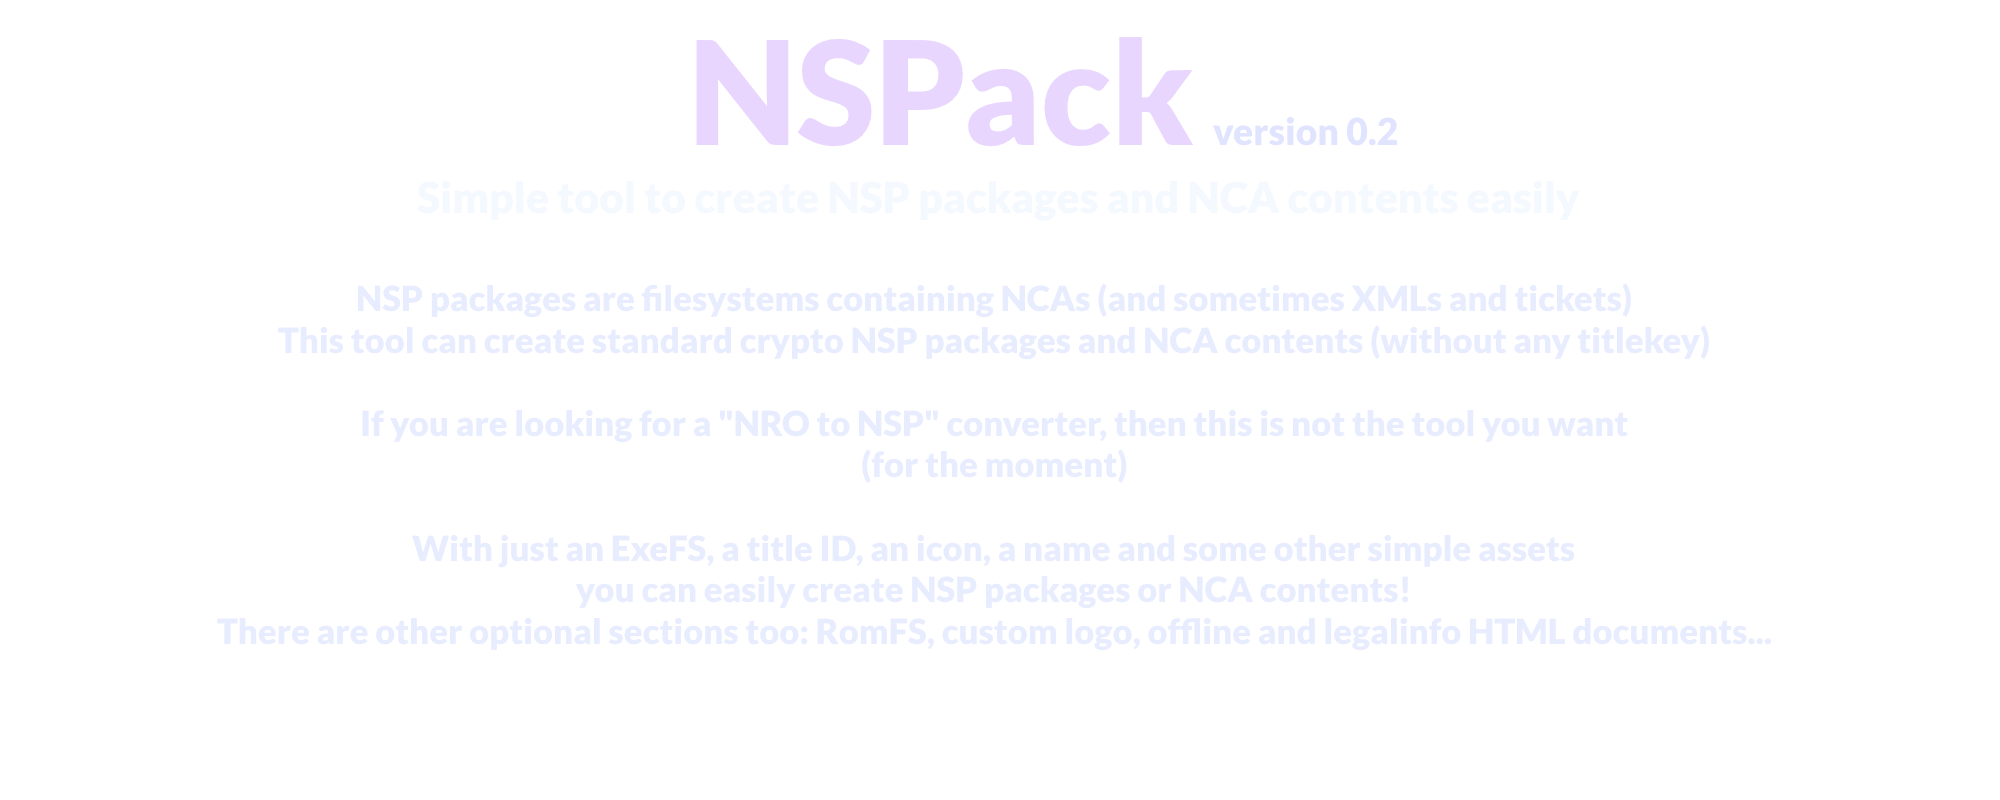 NSPack version 0.2
Simple tool to create NSP packages and NCA contents easily
NSP packages are filesystems containing NCAs (and sometimes XMLs and tickets)
This tool can create standard crypto NSP packages and NCA contents (without any titlekey)
If you are looking for a "NRO to NSP" converter, then this is not the tool you want
(for the moment)
With just an ExeFS, a title ID, an icon, a name and some other simple assets
you can easily create NSP packages or NCA contents!
There are other optional sections too: RomFS, custom logo, offline and legalinfo HTML documents...